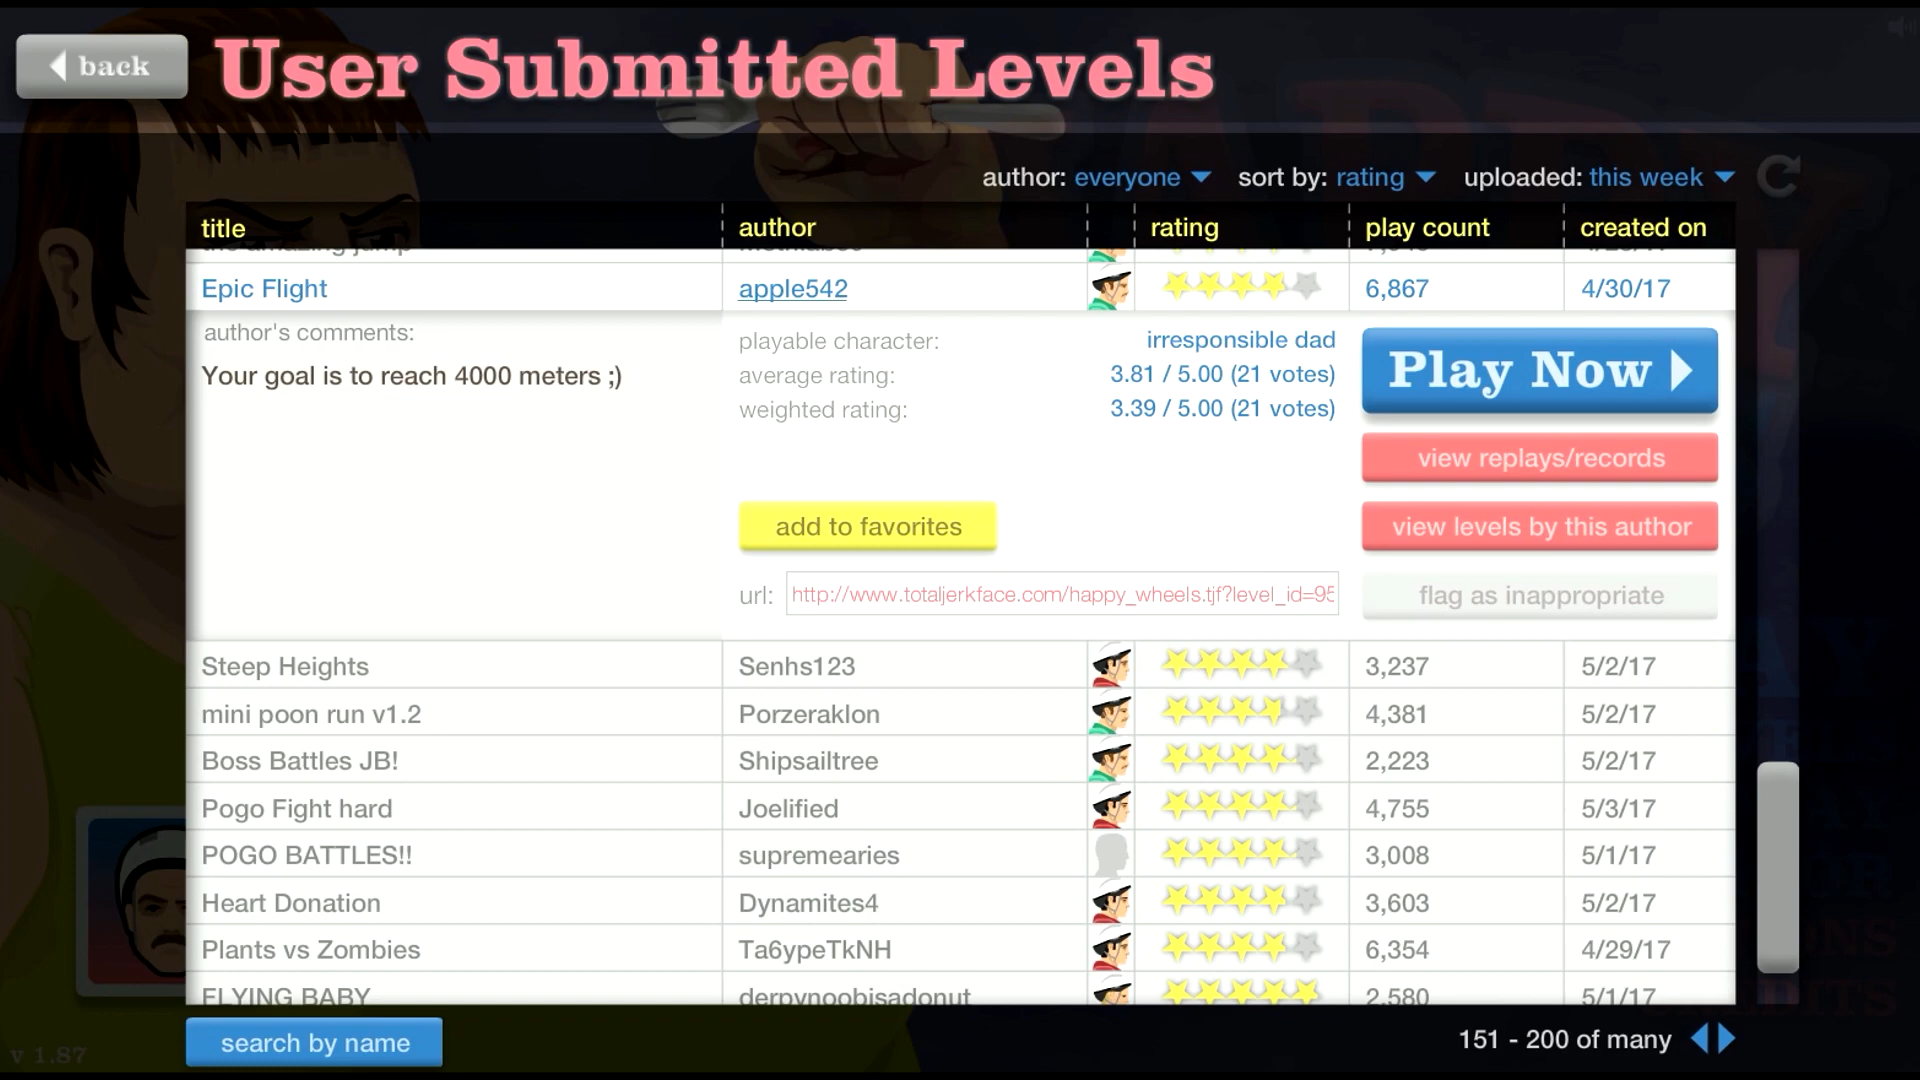 back
User Submitted Levels
author: everyone sort by: rating uploaded: this week
title author rating play count created on
the amazing jump
Epic Flight apple542 6,867 4/30/17
author's comments:
Your goal is to reach 4000 meters ;)
playable character: irresponsible dad
average rating: 3.81 / 5.00 (21 votes)
weighted rating: 3.39 / 5.00 (21 votes)
Play Now
view replays/records
add to favorites
view levels by this author
url: http://www.totaljerkface.com/happy_wheels.tjf?level_id=95
flag as inappropriate
Steep Heights Senhs123 3,237 5/2/17
mini poon run v1.2 Porzeraklon 4,381 5/2/17
Boss Battles JB! Shipsailtree 2,223 5/2/17
Pogo Fight hard Joelified 4,755 5/3/17
POGO BATTLES!! supremearies 3,008 5/1/17
Heart Donation Dynamites4 3,603 5/2/17
Plants vs Zombies Ta6ypeTkNH 6,354 4/29/17
FLYING BABY derpynoobisadonut 2,580 5/1/17
search by name
151 - 200 of many
v 1.87